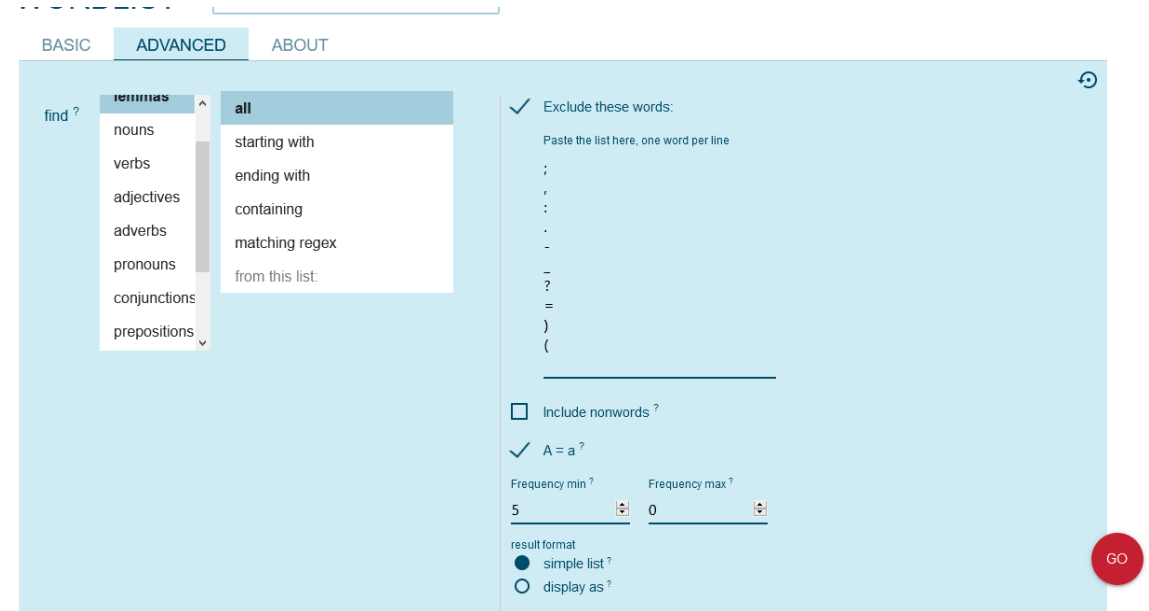 WORDLIST
BASIC ADVANCED ABOUT
find ?
lemmas
nouns
verbs
adjectives
adverbs
pronouns
conjunctions
prepositions
all
starting with
ending with
containing
matching regex
from this list:
Exclude these words:
Paste the list here, one word per line
;
,
:
.
-
_
?
=
)
(
Include nonwords ?
A = a ?
Frequency min ? Frequency max ?
5 0
result format
simple list ?
display as ?
GO